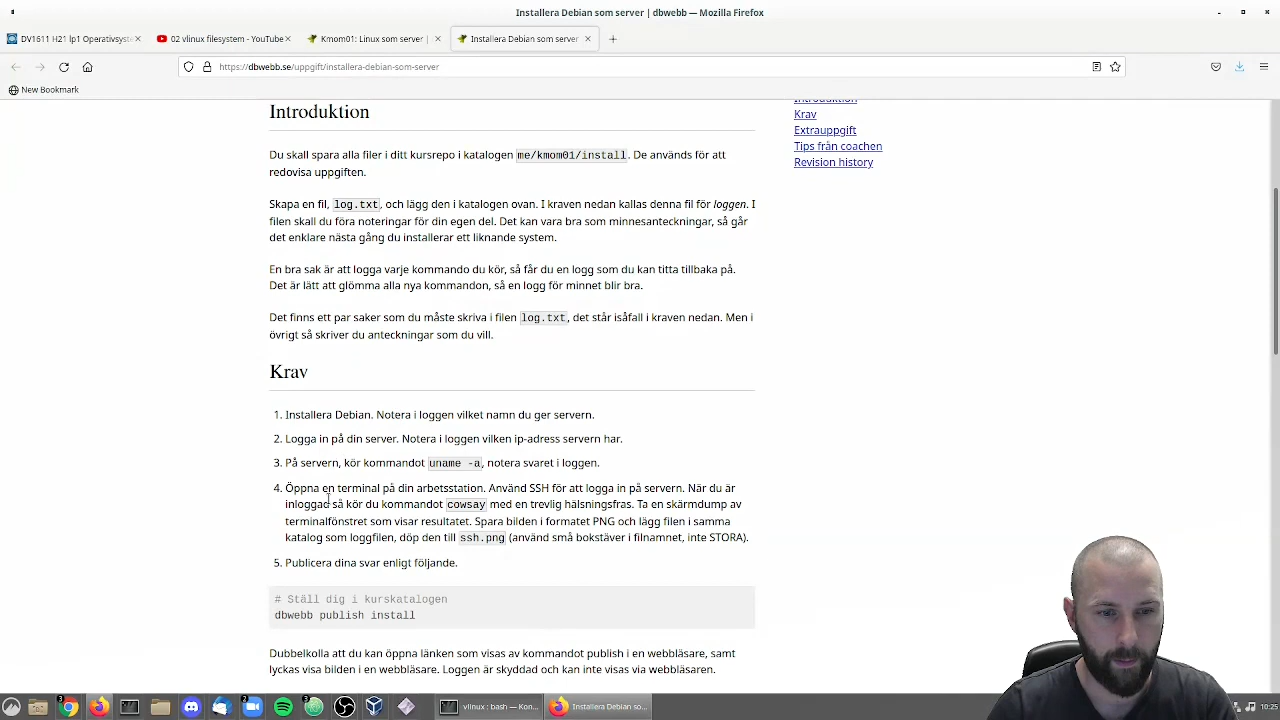 Installera Debian som server | dbwebb — Mozilla Firefox
DV1611 H21 lp1 Operativsyst
02 vlinux filesystem - YouTube
Kmom01: Linux som server |
Installera Debian som server
https://dbwebb.se/uppgift/installera-debian-som-server
New Bookmark
Introduktion
Du skall spara alla filer i ditt kursrepo i katalogen me/kmom01/install. De används för att
redovisa uppgiften.
Skapa en fil, log.txt, och lägg den i katalogen ovan. I kraven nedan kallas denna fil för loggen. I
filen skall du föra noteringar för din egen del. Det kan vara bra som minnesanteckningar, så går
det enklare nästa gång du installerar ett liknande system.
En bra sak är att logga varje kommando du kör, så får du en logg som du kan titta tillbaka på.
Det är lätt att glömma alla nya kommandon, så en logg för minnet blir bra.
Det finns ett par saker som du måste skriva i filen log.txt, det står isåfall i kraven nedan. Men i
övrigt så skriver du anteckningar som du vill.
Krav
1. Installera Debian. Notera i loggen vilket namn du ger servern.
2. Logga in på din server. Notera i loggen vilken ip-adress servern har.
3. På servern, kör kommandot uname -a, notera svaret i loggen.
4. Öppna en terminal på din arbetsstation. Använd SSH för att logga in på servern. När du är
inloggad så kör du kommandot cowsay med en trevlig hälsningsfras. Ta en skärmdump av
terminalfönstret som visar resultatet. Spara bilden i formatet PNG och lägg filen i samma
katalog som loggfilen, döp den till ssh.png (använd små bokstäver i filnamnet, inte STORA).
5. Publicera dina svar enligt följande.
# Ställ dig i kurskatalogen
dbwebb publish install
Dubbelkolla att du kan öppna länken som visas av kommandot publish i en webbläsare, samt
lyckas visa bilden i en webbläsare. Loggen är skyddad och kan inte visas via webbläsaren.
Introduktion
Krav
Extrauppgift
Tips från coachen
Revision history
3
2
3
vlinux : bash — Kon...
Installera Debian so...
10:25